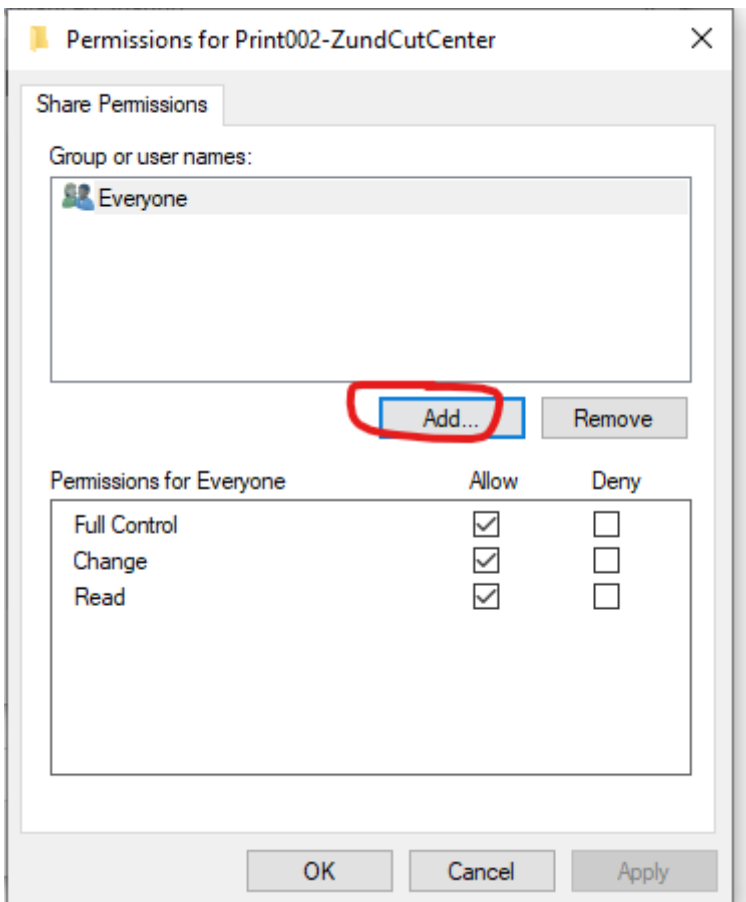 Permissions for Print002-ZundCutCenter
Share Permissions
Group or user names:
Everyone
Add... Remove
Permissions for Everyone Allow Deny
Full Control
Change
Read
OK Cancel Apply